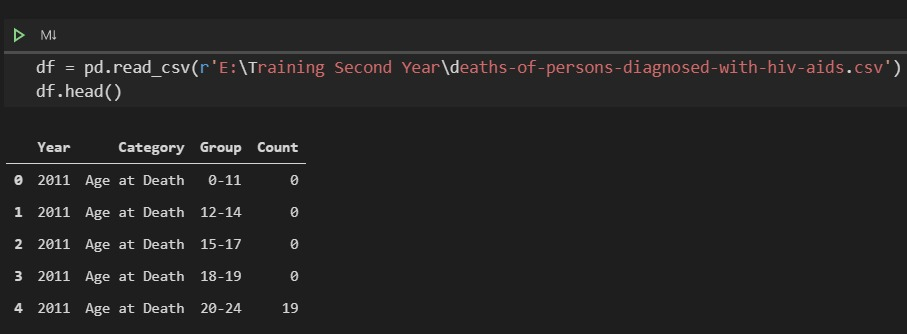 M↓
df = pd.read_csv(r'E:\Training Second Year\deaths-of-persons-diagnosed-with-hiv-aids.csv')
df.head()
Year Category Group Count
0 2011 Age at Death 0-11 0
1 2011 Age at Death 12-14 0
2 2011 Age at Death 15-17 0
3 2011 Age at Death 18-19 0
4 2011 Age at Death 20-24 19